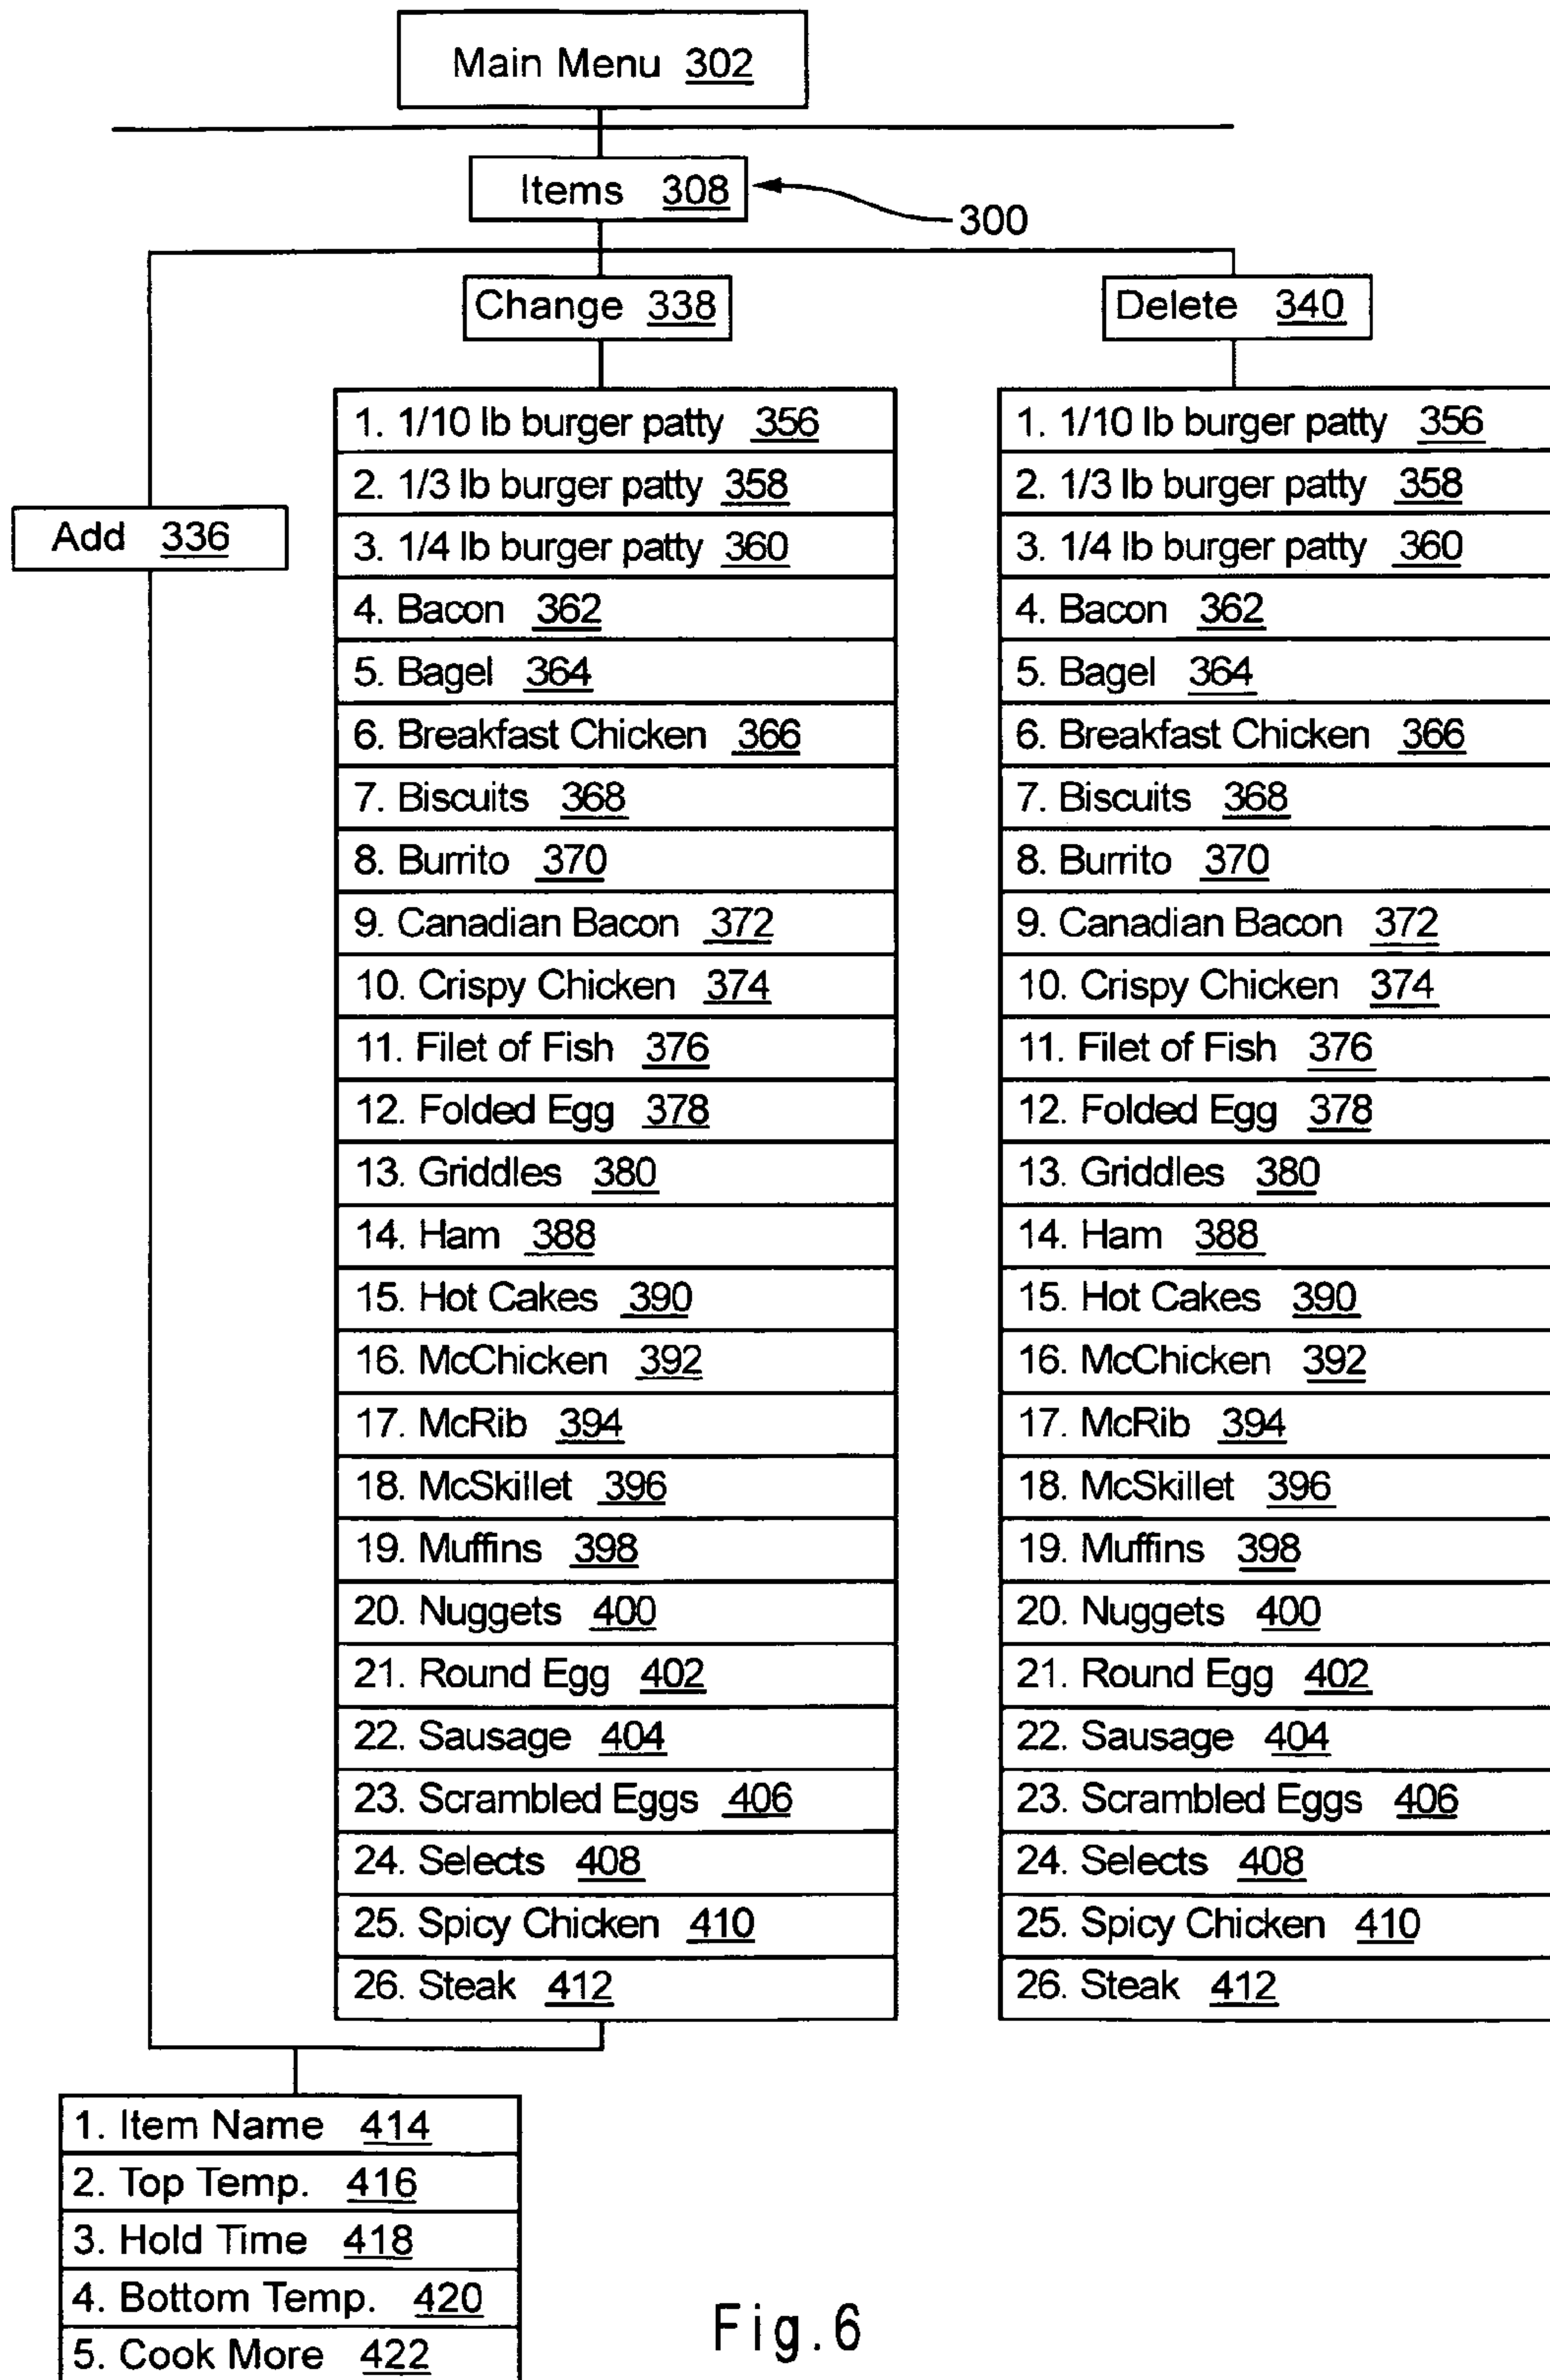 Main Menu 302
Items 308
300
Change 338
Delete 340
Add 336
1. 1/10 lb burger patty 356
2. 1/3 lb burger patty 358
3. 1/4 lb burger patty 360
4. Bacon 362
5. Bagel 364
6. Breakfast Chicken 366
7. Biscuits 368
8. Burrito 370
9. Canadian Bacon 372
10. Crispy Chicken 374
11. Filet of Fish 376
12. Folded Egg 378
13. Griddles 380
14. Ham 388
15. Hot Cakes 390
16. McChicken 392
17. McRib 394
18. McSkillet 396
19. Muffins 398
20. Nuggets 400
21. Round Egg 402
22. Sausage 404
23. Scrambled Eggs 406
24. Selects 408
25. Spicy Chicken 410
26. Steak 412
1. 1/10 lb burger patty 356
2. 1/3 lb burger patty 358
3. 1/4 lb burger patty 360
4. Bacon 362
5. Bagel 364
6. Breakfast Chicken 366
7. Biscuits 368
8. Burrito 370
9. Canadian Bacon 372
10. Crispy Chicken 374
11. Filet of Fish 376
12. Folded Egg 378
13. Griddles 380
14. Ham 388
15. Hot Cakes 390
16. McChicken 392
17. McRib 394
18. McSkillet 396
19. Muffins 398
20. Nuggets 400
21. Round Egg 402
22. Sausage 404
23. Scrambled Eggs 406
24. Selects 408
25. Spicy Chicken 410
26. Steak 412
1. Item Name 414
2. Top Temp. 416
3. Hold Time 418
4. Bottom Temp. 420
5. Cook More 422
Fig.6